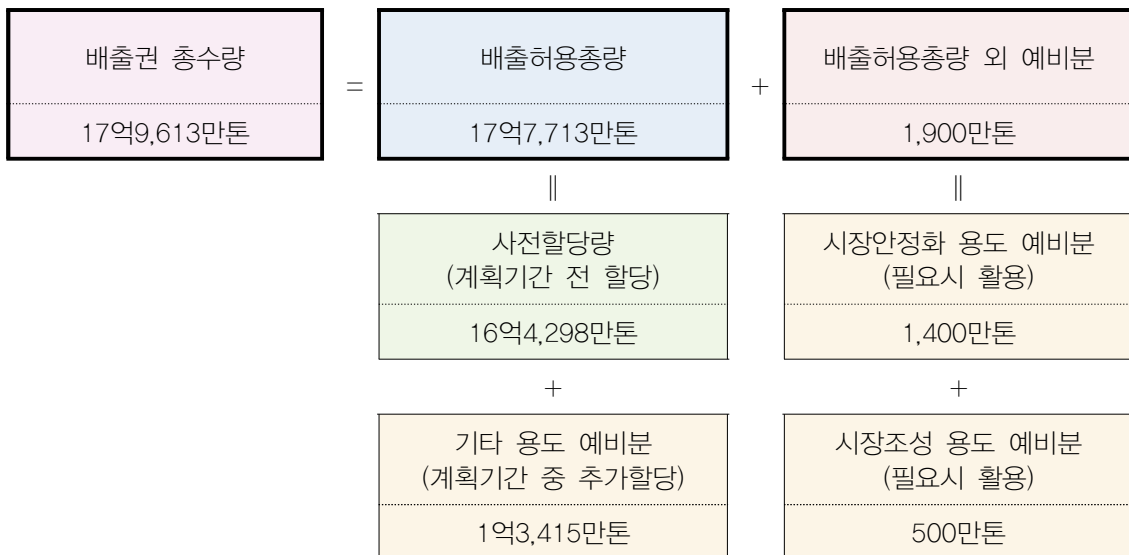 배출권 총수량
17억9,613만톤
=
배출허용총량
17억7,713만톤
+
배출허용총량 외 예비분
1,900만톤
∥
∥
사전할당량
(계획기간 전 할당)
16억4,298만톤
시장안정화 용도 예비분
(필요시 활용)
1,400만톤
+
+
기타 용도 예비분
(계획기간 중 추가할당)
1억3,415만톤
시장조성 용도 예비분
(필요시 활용)
500만톤